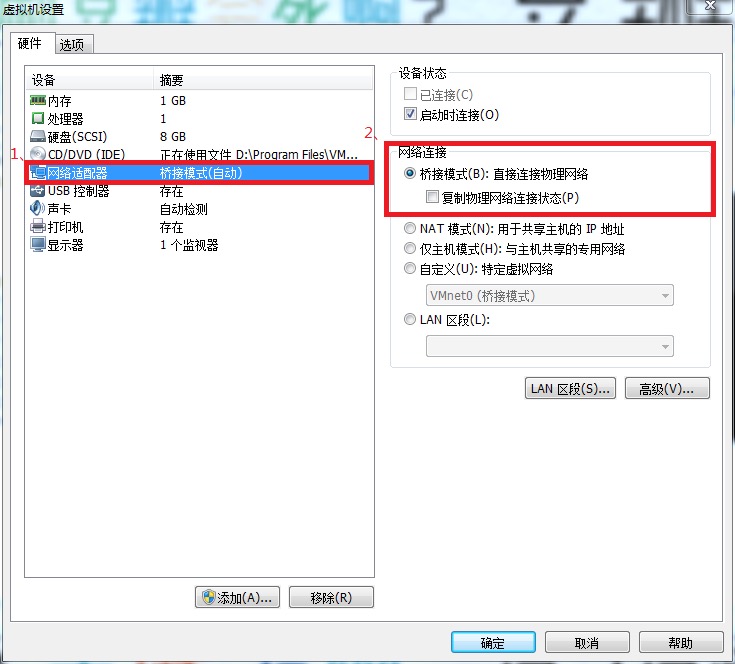 虚拟机设置
硬件 选项
设备 摘要
内存 1 GB
处理器 1
硬盘(SCSI) 8 GB
1、 CD/DVD (IDE) 正在使用文件 D:\Program Files\VM...
网络适配器 桥接模式(自动)
USB 控制器 存在
声卡 自动检测
打印机 存在
显示器 1 个监视器
添加(A)... 移除(R)
设备状态
已连接(C)
启动时连接(O)
2、
网络连接
桥接模式(B): 直接连接物理网络
复制物理网络连接状态(P)
NAT 模式(N): 用于共享主机的 IP 地址
仅主机模式(H): 与主机共享的专用网络
自定义(U): 特定虚拟网络
VMnet0 (桥接模式)
LAN 区段(L):
LAN 区段(S)... 高级(V)...
确定 取消 帮助